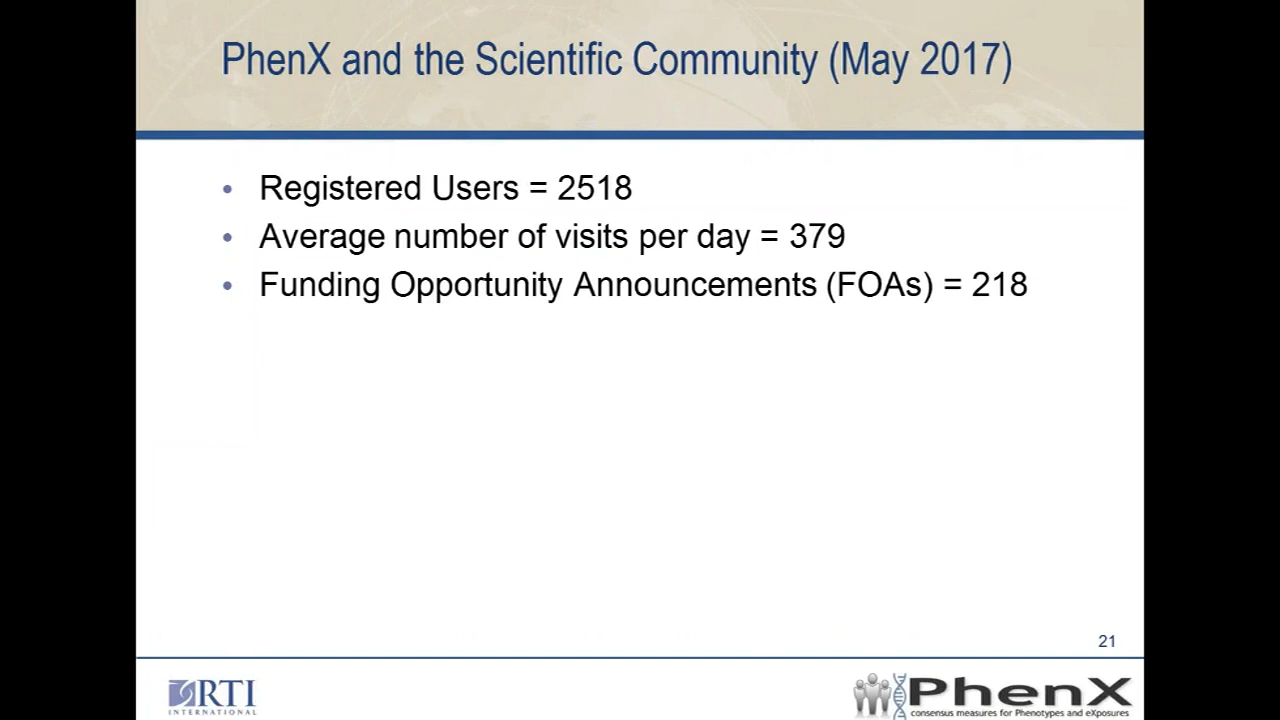 PhenX and the Scientific Community (May 2017)
• Registered Users = 2518
• Average number of visits per day = 379
• Funding Opportunity Announcements (FOAs) = 218
21
RTI
INTERNATIONAL
PhenX
consensus measures for Phenotypes and eXposures